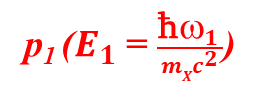 p₁(E₁ = ħω₁/mₓc²)